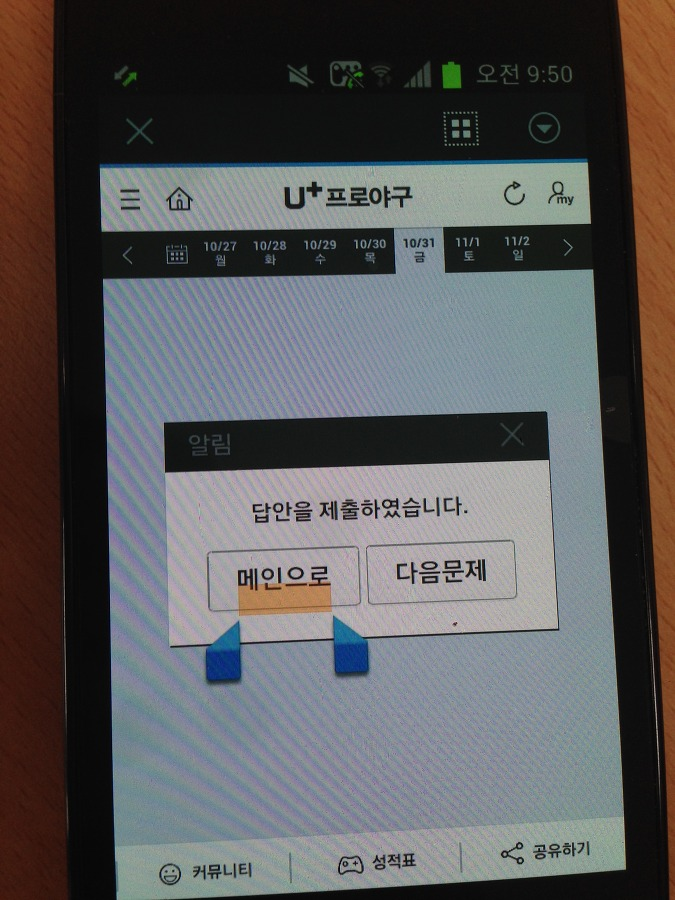 오전 9:50
U+프로야구
my
10/27 10/28 10/29 10/30 10/31 11/1 11/2
월 화 수 목 금 토 일
알림
답안을 제출하였습니다.
메인으로 다음문제
커뮤니티 성적표 공유하기